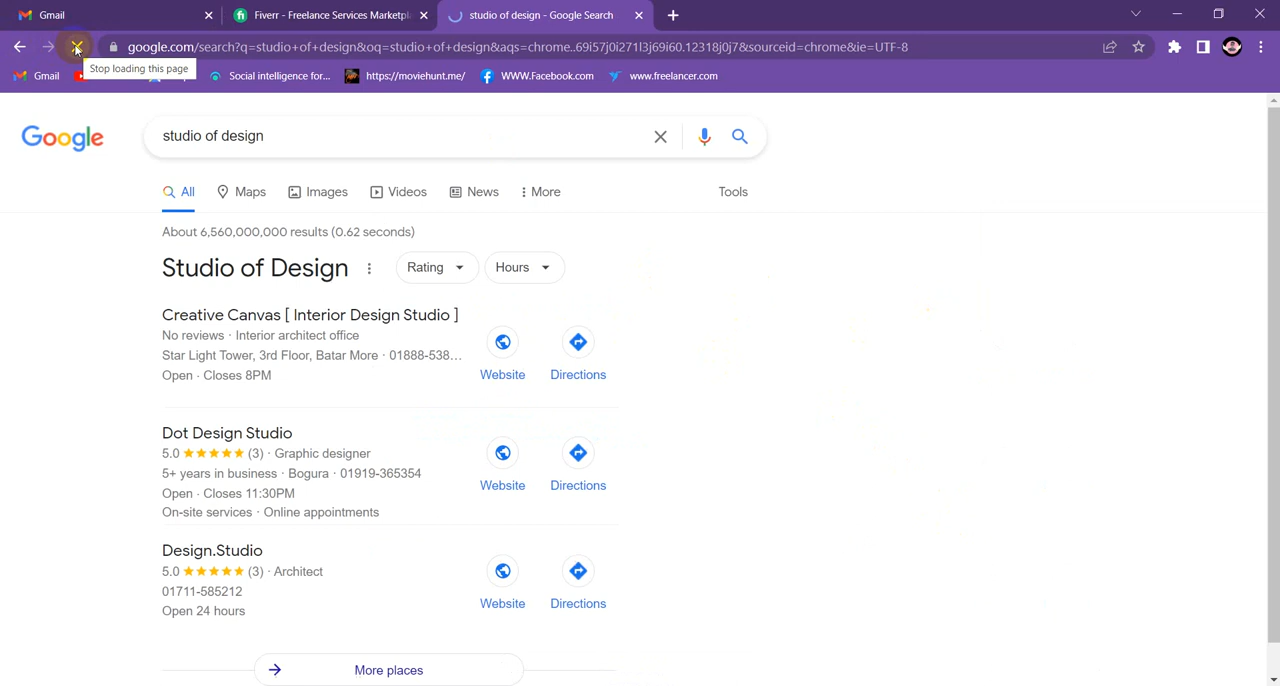 Gmail
Fiverr - Freelance Services Marketpl
studio of design - Google Search
google.com/search?q=studio+of+design&oq=studio+of+design&aqs=chrome..69i57j0i271l3j69i60.12318j0j7&sourceid=chrome&ie=UTF-8
Stop loading this page
Gmail
Social intelligence for...
https://moviehunt.me/
WWW.Facebook.com
www.freelancer.com
Google
studio of design
All
Maps
Images
Videos
News
More
Tools
About 6,560,000,000 results (0.62 seconds)
Studio of Design
Rating
Hours
Creative Canvas [ Interior Design Studio ]
No reviews · Interior architect office
Star Light Tower, 3rd Floor, Batar More · 01888-538...
Open · Closes 8PM
Website
Directions
Dot Design Studio
5.0 ★★★★★ (3) · Graphic designer
5+ years in business · Bogura · 01919-365354
Open · Closes 11:30PM
On-site services · Online appointments
Website
Directions
Design.Studio
5.0 ★★★★★ (3) · Architect
01711-585212
Open 24 hours
Website
Directions
More places